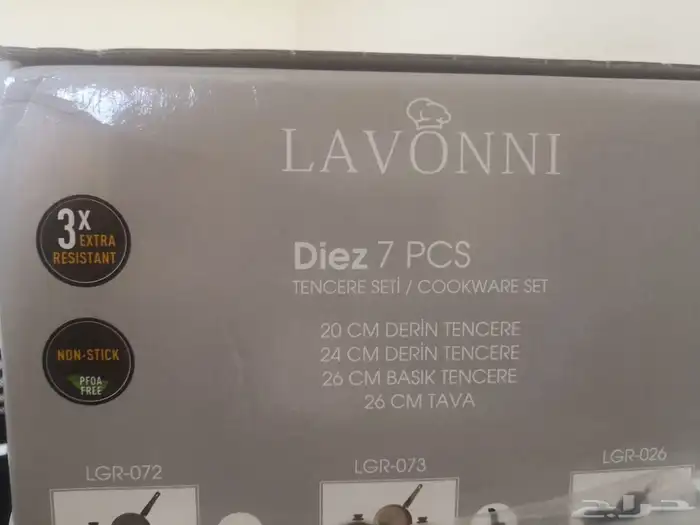 LAVONNI
3X
EXTRA
RESISTANT
Diez 7 PCS
TENCERE SETİ / COOKWARE SET
20 CM DERİN TENCERE
24 CM DERİN TENCERE
26 CM BASIK TENCERE
26 CM TAVA
NON-STICK
PFOA
FREE
LGR-072
LGR-073
LGR-026
حراج